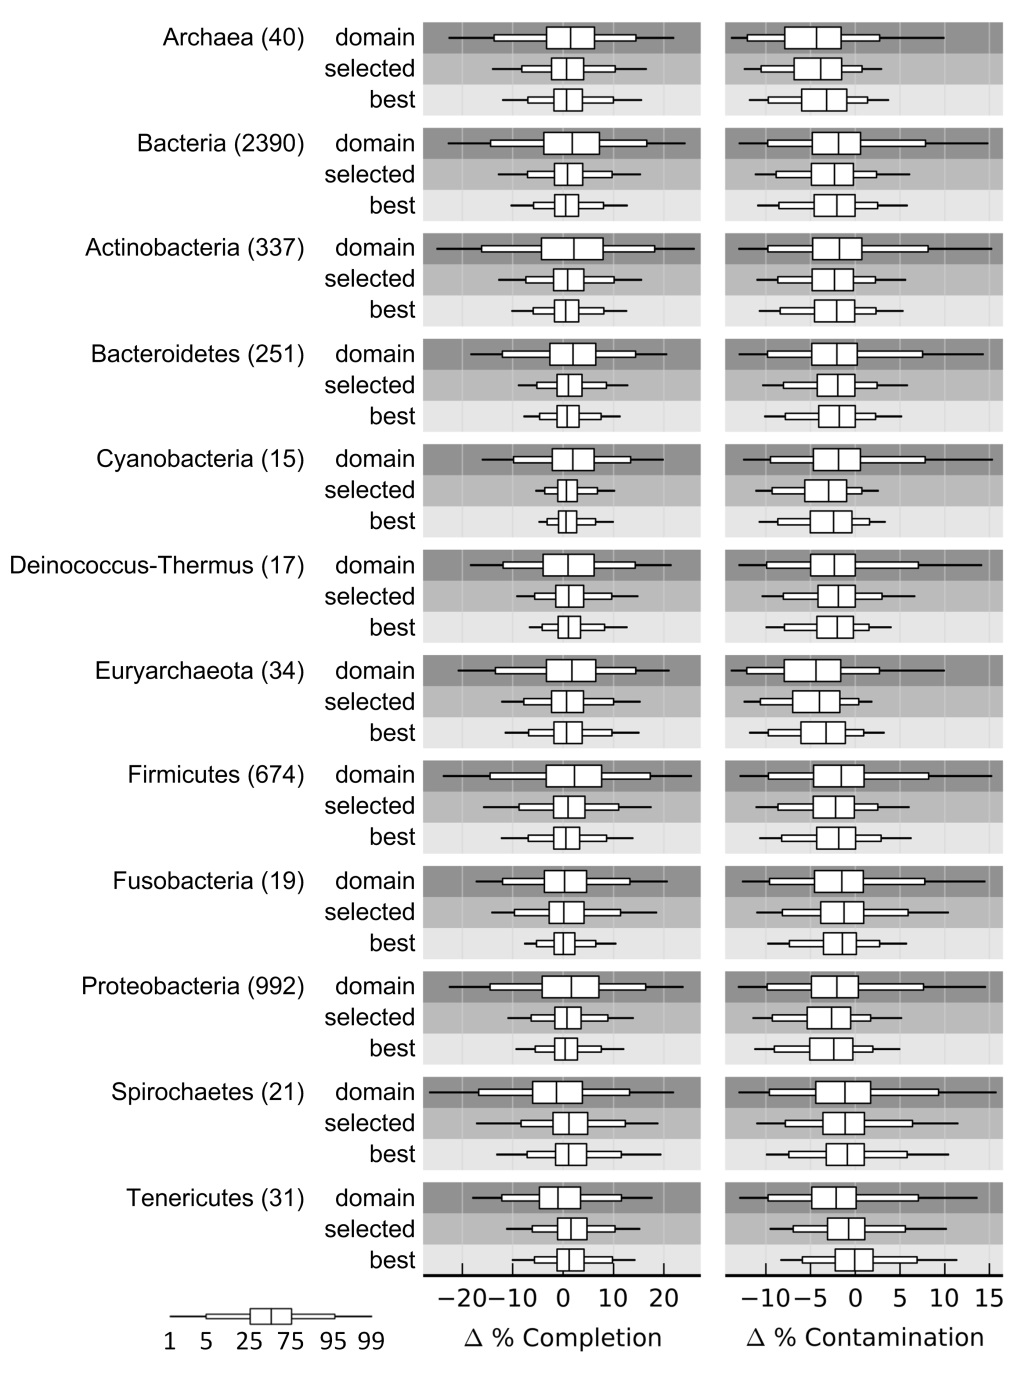 Archaea (40) domain
selected
best
Bacteria (2390) domain
selected
best
Actinobacteria (337) domain
selected
best
Bacteroidetes (251) domain
selected
best
Cyanobacteria (15) domain
selected
best
Deinococcus-Thermus (17) domain
selected
best
Euryarchaeota (34) domain
selected
best
Firmicutes (674) domain
selected
best
Fusobacteria (19) domain
selected
best
Proteobacteria (992) domain
selected
best
Spirochaetes (21) domain
selected
best
Tenericutes (31) domain
selected
best
−20 −10 0 10 20 −10 −5 0 5 10 15
1 5 25 75 95 99 Δ % Completion Δ % Contamination